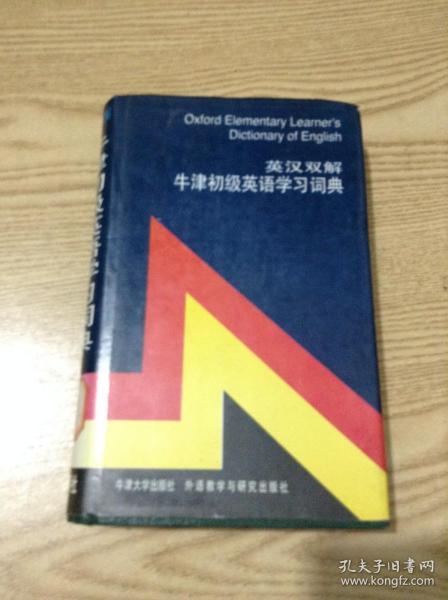 Oxford Elementary Learner's
Dictionary of English
英汉双解
牛津初级英语学习词典
牛津大学出版社 外语教学与研究出版社
孔夫子旧书网
www.kongfz.com